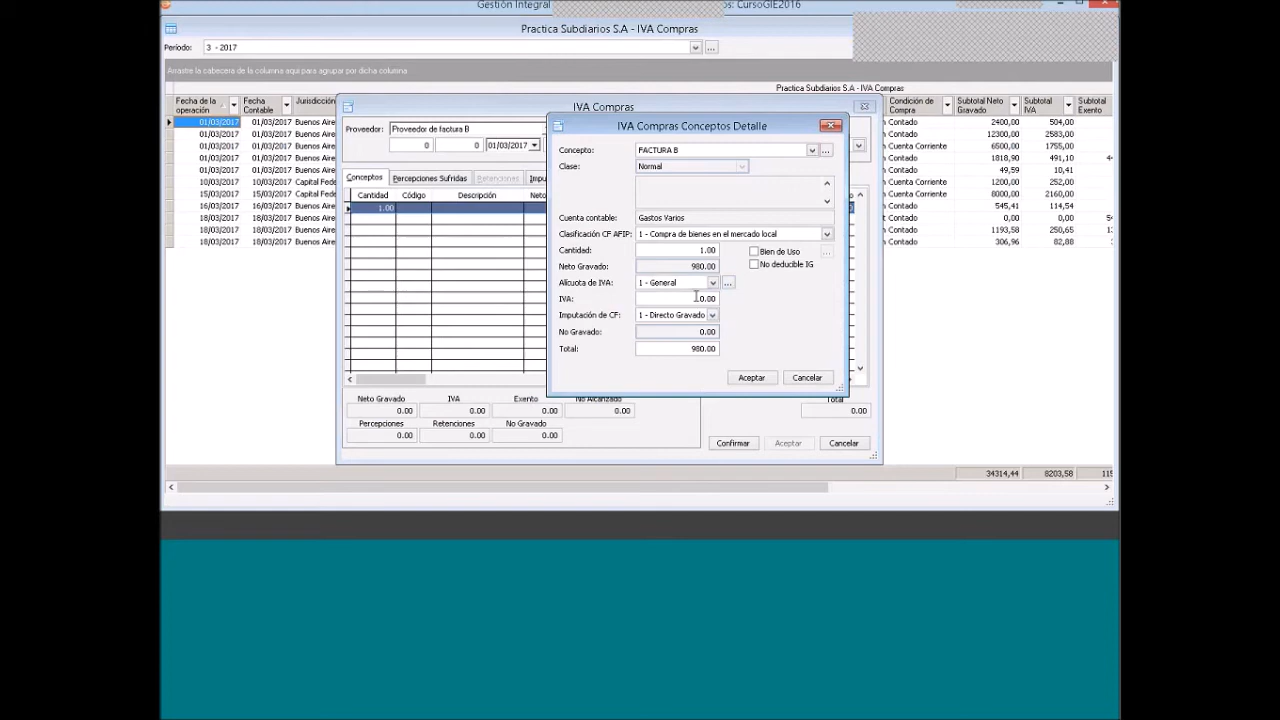 Gestión Integral
os: CursoGIE2016
Practica Subdiarios S.A - IVA Compras
Período: 3 - 2017
Arrastre la cabecera de la columna aqui para agrupar por dicha columna
Practica Subdiarios S.A - IVA Compras
Fecha de la operación Fecha Contable Jurisdicción Condición de Compra Subtotal Neto Gravado Subtotal IVA Subtotal Exento
01/03/2017 01/03/2017 Buenos Aire Contado 2400,00 504,00
01/03/2017 01/03/2017 Buenos Aire Contado 12300,00 2583,00
01/03/2017 01/03/2017 Buenos Aire Cuenta Corriente 6500,00 1755,00
01/03/2017 01/03/2017 Buenos Aire Contado 1818,90 491,10
01/03/2017 01/03/2017 Buenos Aire Contado 49,59 10,41
10/03/2017 10/03/2017 Capital Feder Contado 1200,00 252,00
15/03/2017 15/03/2017 Capital Feder Cuenta Corriente 8000,00 2160,00
16/03/2017 16/03/2017 Buenos Aire Contado 545,41 114,54
18/03/2017 18/03/2017 Buenos Aire Contado 0,00 0,00
18/03/2017 18/03/2017 Buenos Aire Contado 1193,58 250,65
18/03/2017 18/03/2017 Buenos Aire Contado 306,96 82,88
34314,44 8203,58
IVA Compras
Proveedor: Proveedor de factura B
0 0 01/03/2017
Conceptos Percepciones Sufridas Retenciones Impu
Cantidad Código Descripción Neto
1.00
Neto Gravado IVA Exento No Alcanzado Total
0.00 0.00 0.00 0.00 0.00
Percepciones Retenciones No Gravado
0.00 0.00 0.00
Confirmar Aceptar Cancelar
IVA Compras Conceptos Detalle
Concepto: FACTURA B
Clase: Normal
Cuenta contable: Gastos Varios
Clasificación CF AFIP: 1 - Compra de bienes en el mercado local
Cantidad: 1.00 Bien de Uso
Neto Gravado: 980.00 No deducible IG
Alícuota de IVA: 1 - General
IVA: 0.00
Imputación de CF: 1 - Directo Gravado
No Gravado: 0.00
Total: 980.00
Aceptar Cancelar